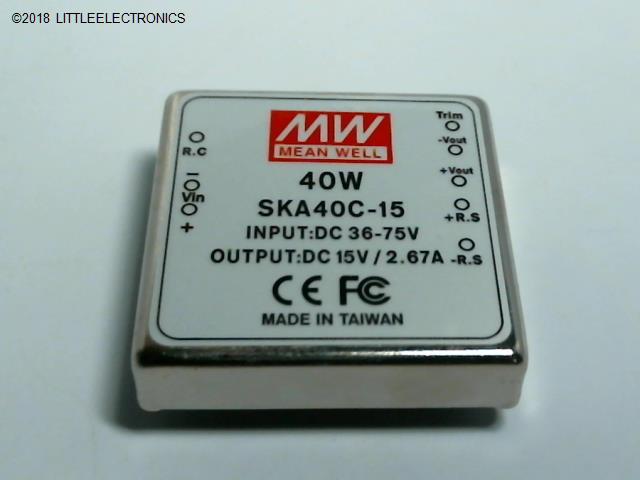 ©2018 LITTLEELECTRONICS
MW
MEAN WELL
40W
SKA40C-15
INPUT:DC 36-75V
OUTPUT:DC 15V/2.67A
CE FC
MADE IN TAIWAN
R.C
−
Vin
+
Trim
-Vout
+Vout
+R.S
-R.S